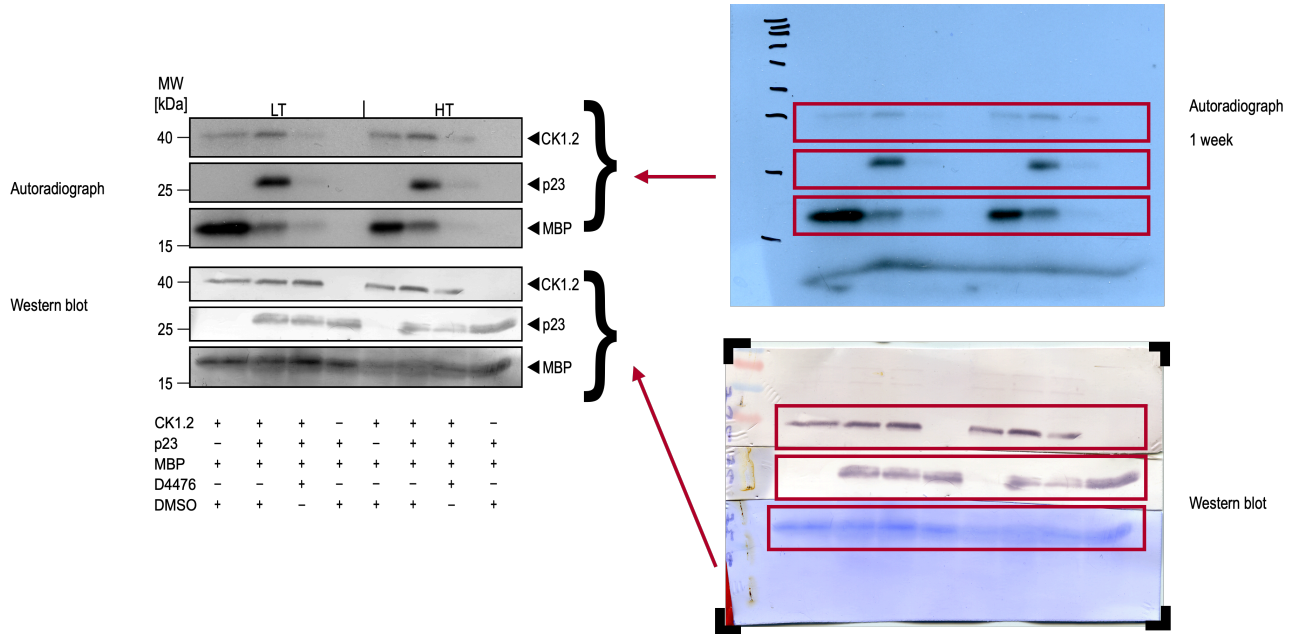 MW
[kDa]
LT | HT
40 ◄CK1.2
Autoradiograph
25 ◄p23
◄MBP
15
40 ◄CK1.2
Western blot
25 ◄p23
◄MBP
15
CK1.2 + + + – + + + –
p23 – + + + – + + +
MBP + + + + + + + +
D4476 – – + – – – + –
DMSO + + – + + + – +
Autoradiograph
1 week
Western blot